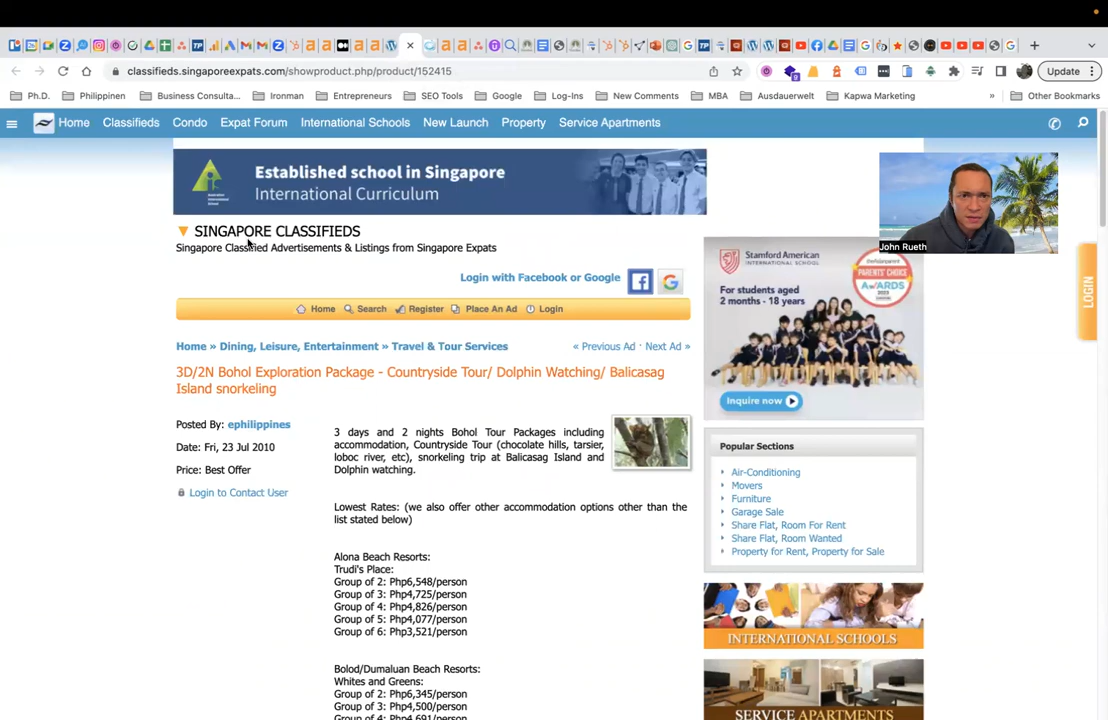 classifieds.singaporeexpats.com/showproduct.php/product/152415
Update
Ph.D.
Philippinen
Business Consulta...
Ironman
Entrepreneurs
SEO Tools
Google
Log-Ins
New Comments
MBA
Ausdauerwelt
Kapwa Marketing
»
Other Bookmarks
Home
Classifieds
Condo
Expat Forum
International Schools
New Launch
Property
Service Apartments
Established school in Singapore
International Curriculum
SINGAPORE CLASSIFIEDS
Singapore Classified Advertisements & Listings from Singapore Expats
Login with Facebook or Google
Home
Search
Register
Place An Ad
Login
Home » Dining, Leisure, Entertainment » Travel & Tour Services
« Previous Ad · Next Ad »
3D/2N Bohol Exploration Package - Countryside Tour/ Dolphin Watching/ Balicasag
Island snorkeling
Posted By: ephilippines
Date: Fri, 23 Jul 2010
Price: Best Offer
Login to Contact User
3 days and 2 nights Bohol Tour Packages including
accommodation, Countryside Tour (chocolate hills, tarsier,
loboc river, etc), snorkeling trip at Balicasag Island and
Dolphin watching.
Lowest Rates: (we also offer other accommodation options other than the
list stated below)
Alona Beach Resorts:
Trudi's Place:
Group of 2: Php6,548/person
Group of 3: Php4,725/person
Group of 4: Php4,826/person
Group of 5: Php4,077/person
Group of 6: Php3,521/person
Bolod/Dumaluan Beach Resorts:
Whites and Greens:
Group of 2: Php6,345/person
Group of 3: Php4,500/person
Group of 4: Php4,691/person
John Rueth
LOGIN
Stamford American
INTERNATIONAL SCHOOL
For students aged
2 months - 18 years
PARENTS' CHOICE
AWARDS
Inquire now
Popular Sections
Air-Conditioning
Movers
Furniture
Garage Sale
Share Flat, Room For Rent
Share Flat, Room Wanted
Property for Rent, Property for Sale
INTERNATIONAL SCHOOLS
SERVICE APARTMENTS